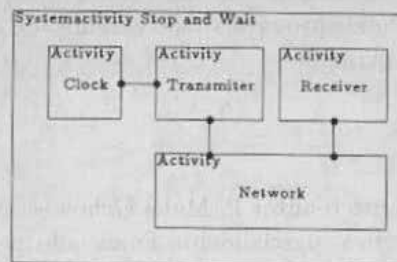 Systemactivity Stop and Wait
Activity
Clock
Activity
Transmiter
Activity
Receiver
Activity
Network